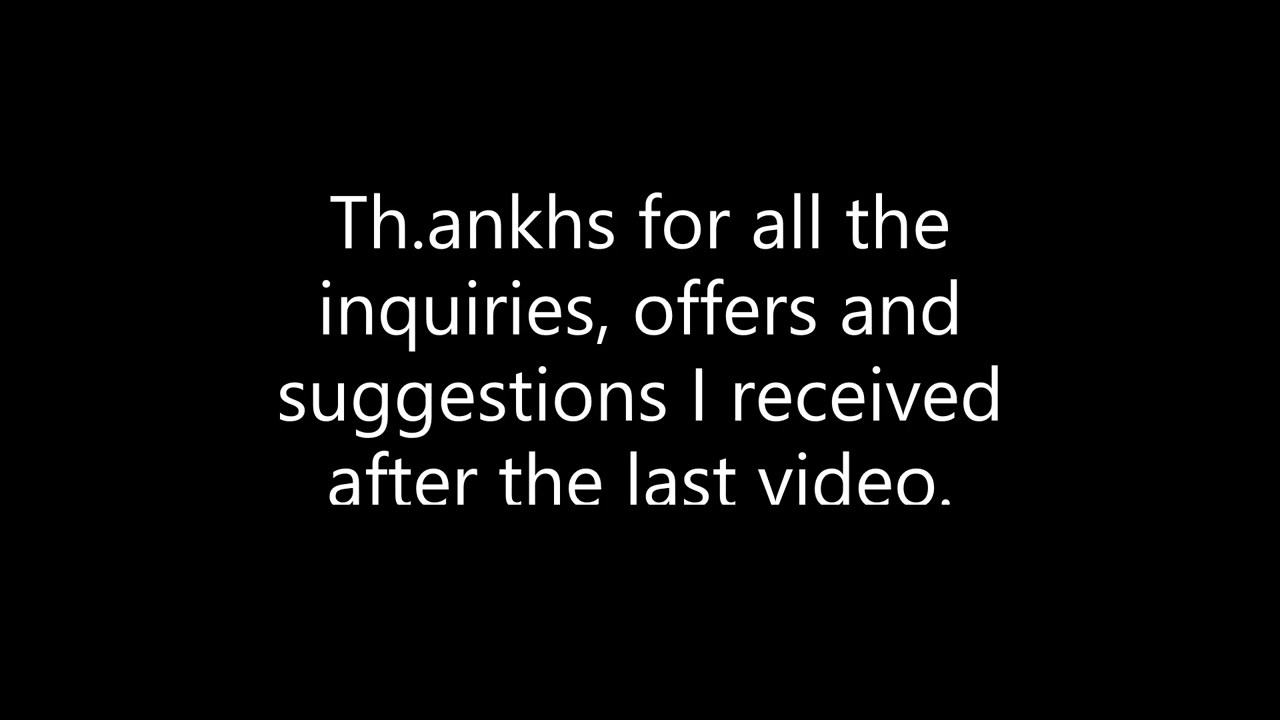 Th.ankhs for all the
inquiries, offers and
suggestions I received
after the last video.